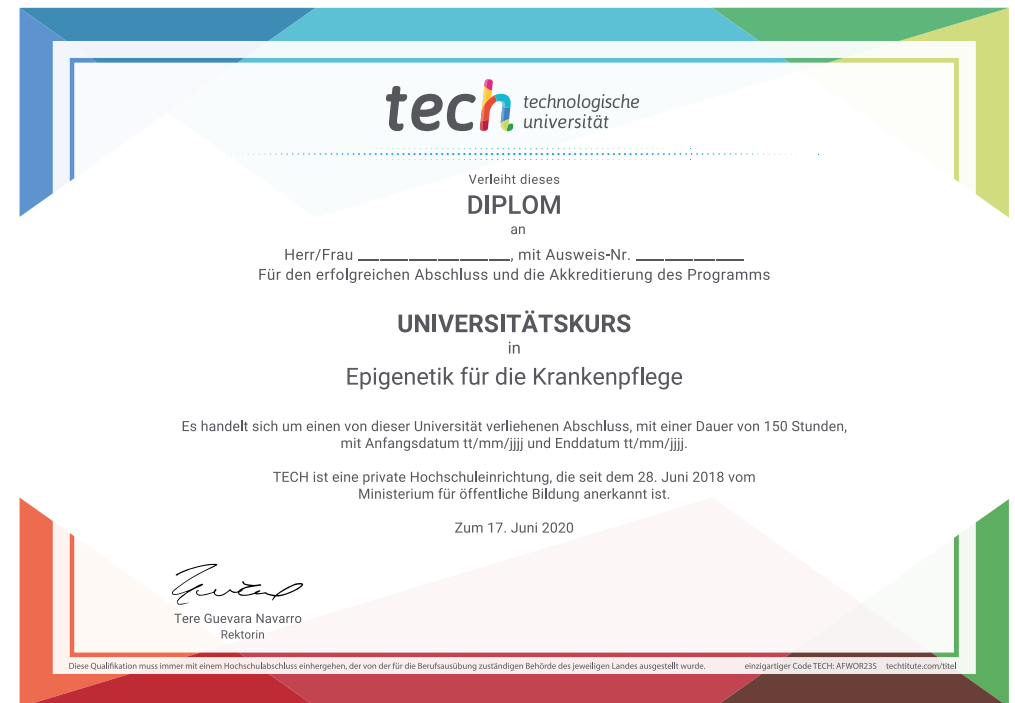 tech technologische
universität
Verleiht dieses
DIPLOM
an
Herr/Frau ________________, mit Ausweis-Nr. ____________
Für den erfolgreichen Abschluss und die Akkreditierung des Programms
UNIVERSITÄTSKURS
in
Epigenetik für die Krankenpflege
Es handelt sich um einen von dieser Universität verliehenen Abschluss, mit einer Dauer von 150 Stunden,
mit Anfangsdatum tt/mm/jjjj und Enddatum tt/mm/jjjj.
TECH ist eine private Hochschuleinrichtung, die seit dem 28. Juni 2018 vom
Ministerium für öffentliche Bildung anerkannt ist.
Zum 17. Juni 2020
Tere Guevara Navarro
Rektorin
Diese Qualifikation muss immer mit einem Hochschulabschluss einhergehen, der von der für die Berufsausübung zuständigen Behörde des jeweiligen Landes ausgestellt wurde. einzigartiger Code TECH: AFWOR23S techtitute.com/titel